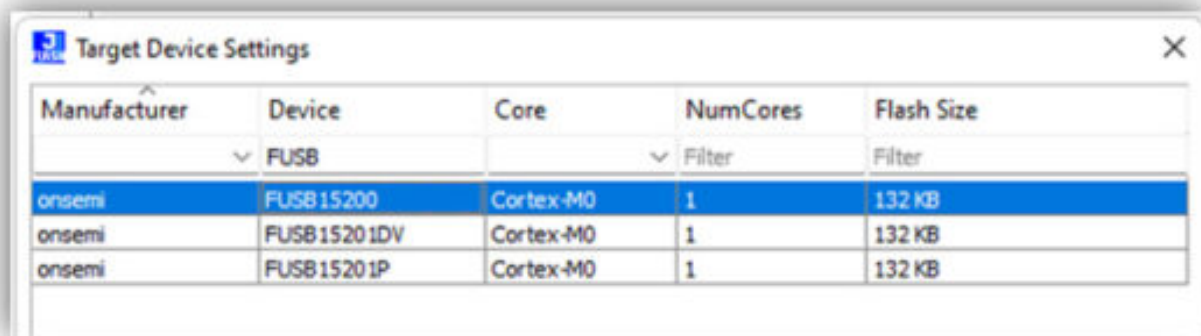 Target Device Settings
Manufacturer Device Core NumCores Flash Size
FUSB Filter Filter
onsemi FUSB15200 Cortex-M0 1 132 KB
onsemi FUSB15201DV Cortex-M0 1 132 KB
onsemi FUSB15201P Cortex-M0 1 132 KB